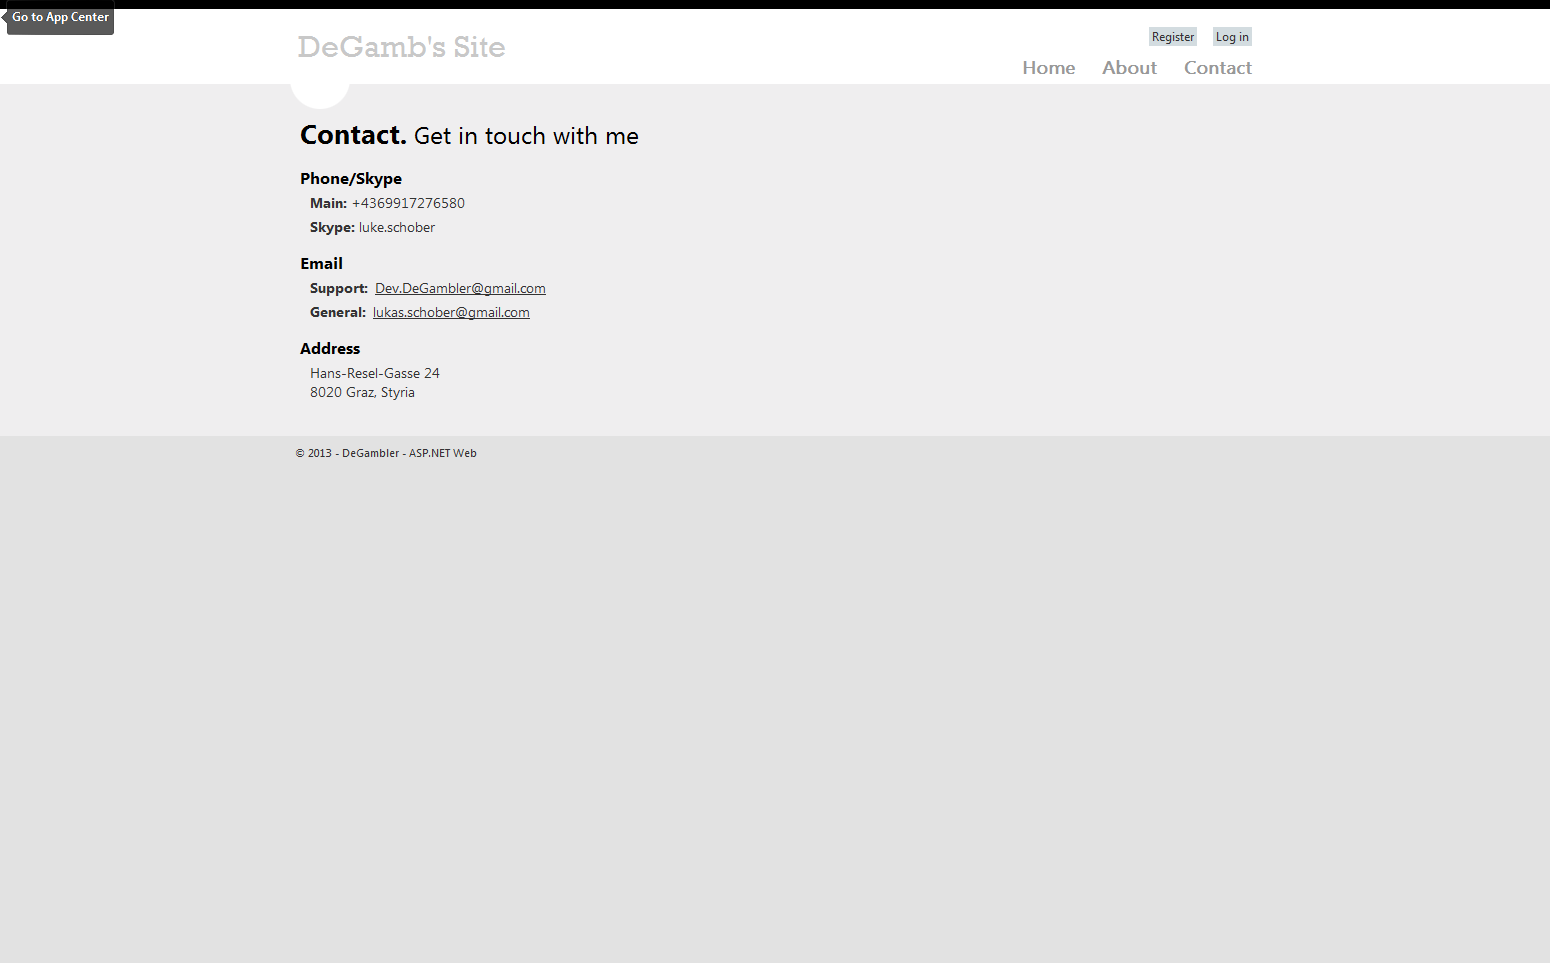 Go to App Center
DeGamb's Site
Register Log in
Home About Contact
Contact. Get in touch with me
Phone/Skype
Main: +4369917276580
Skype: luke.schober
Email
Support: Dev.DeGambler@gmail.com
General: lukas.schober@gmail.com
Address
Hans-Resel-Gasse 24
8020 Graz, Styria
© 2013 - DeGambler - ASP.NET Web